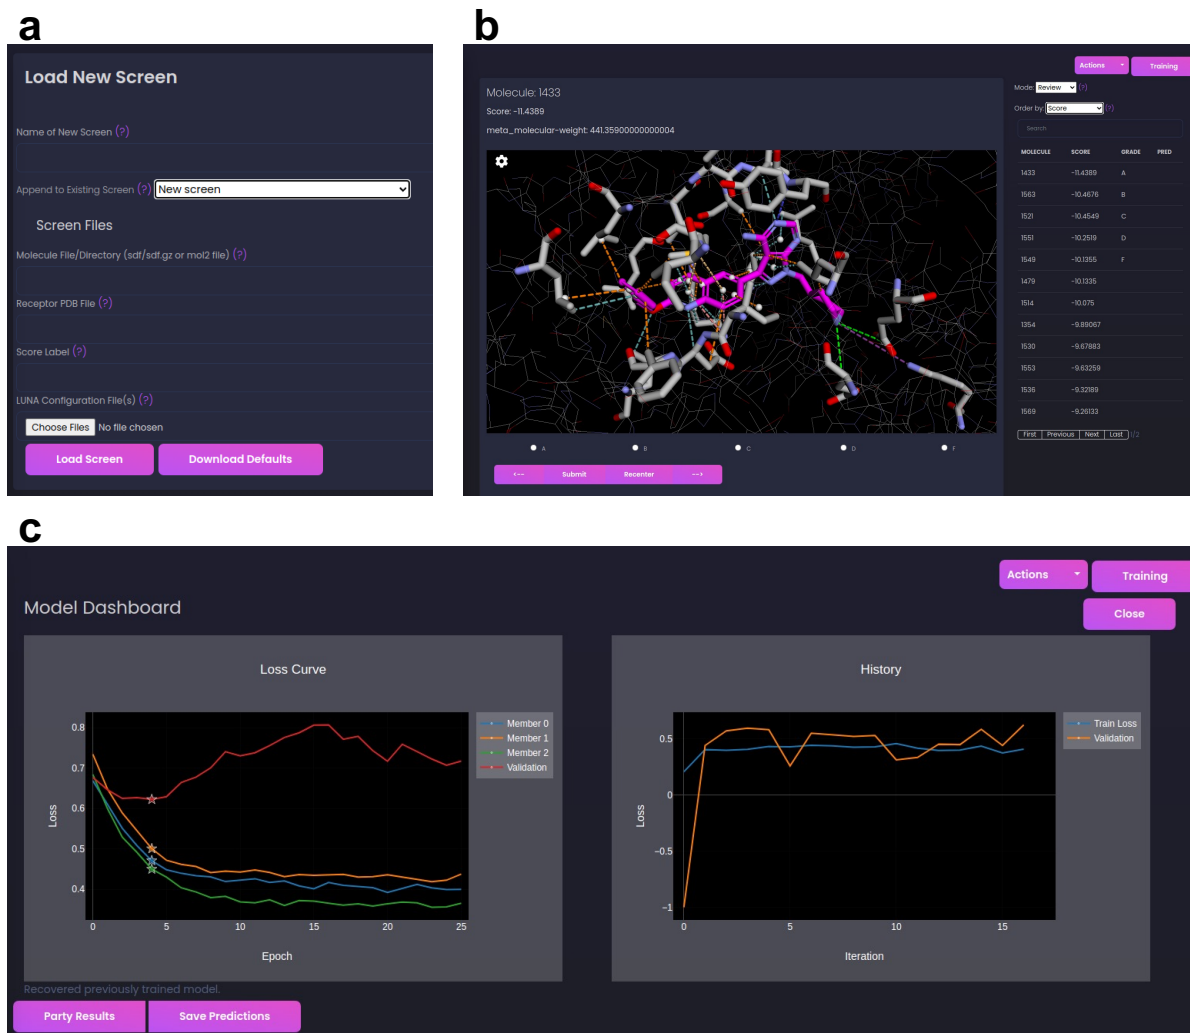 a
Load New Screen
Name of New Screen (?)
Append to Existing Screen (?) New screen
Screen Files
Molecule File/Directory (sdf/sdf.gz or mol2 file) (?)
Receptor PDB File (?)
Score Label (?)
LUNA Configuration File(s) (?)
Choose Files No file chosen
Load Screen Download Defaults
b
Actions Training
Molecule: 1433
Score: -11.4389
meta_molecular-weight: 441.35900000000004
A B C D F
<-- Submit Recenter -->
Mode: Review (?)
Order by: Score (?)
Search
MOLECULE SCORE GRADE PRED
1433 -11.4389 A
1563 -10.4676 B
1521 -10.4549 C
1551 -10.2519 D
1549 -10.1355 F
1479 -10.1335
1514 -10.075
1354 -9.89067
1530 -9.67883
1553 -9.63259
1536 -9.32189
1569 -9.26133
First Previous Next Last 1/2
c
Actions Training
Model Dashboard
Close
Loss Curve
0.8
0.7
0.6
0.5
0.4
Loss
0 5 10 15 20 25
Epoch
Member 0
Member 1
Member 2
Validation
History
0.5
0
−0.5
−1
Loss
0 5 10 15
Iteration
Train Loss
Validation
Recovered previously trained model.
Party Results Save Predictions